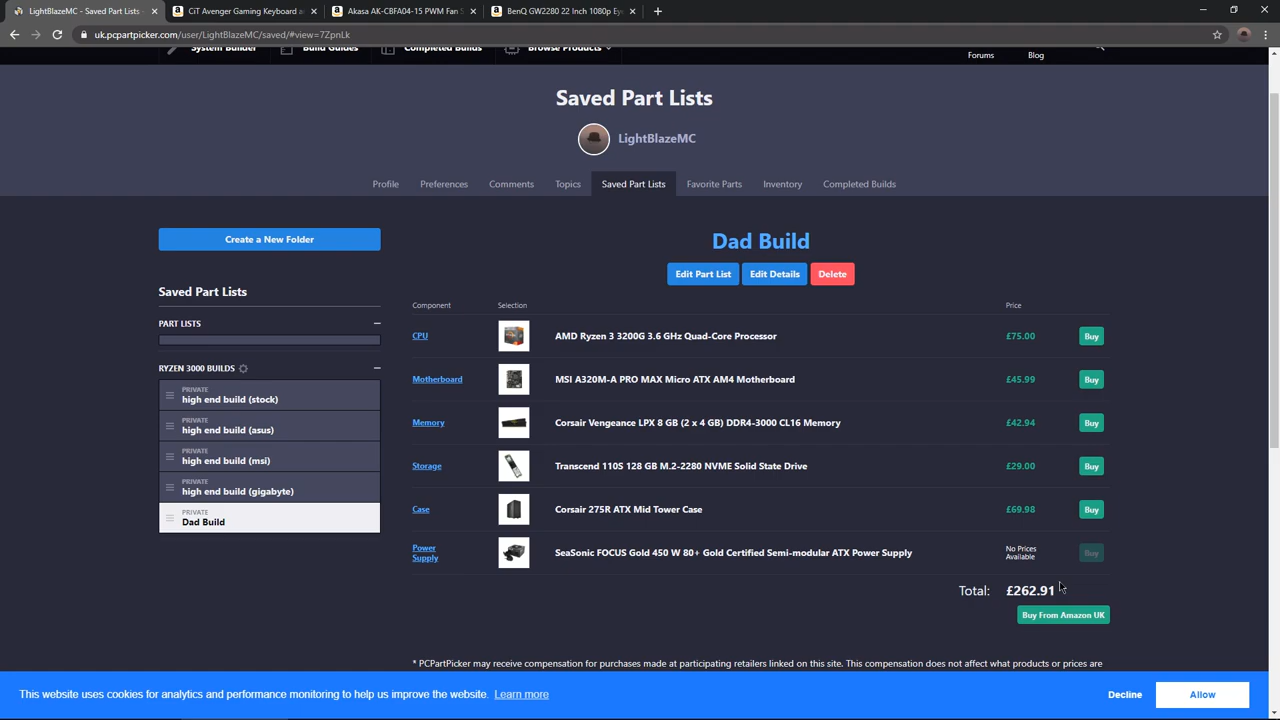 LightBlazeMC - Saved Part Lists
CiT Avenger Gaming Keyboard a
Akasa AK-CBFA04-15 PWM Fan S
BenQ GW2280 22 Inch 1080p Eye
uk.pcpartpicker.com/user/LightBlazeMC/saved/#view=7ZpnLk
System Builder
Build Guides
Completed Builds
Browse Products
Forums
Blog
Saved Part Lists
LightBlazeMC
Profile
Preferences
Comments
Topics
Saved Part Lists
Favorite Parts
Inventory
Completed Builds
Create a New Folder
Saved Part Lists
PART LISTS
RYZEN 3000 BUILDS
PRIVATE
high end build (stock)
PRIVATE
high end build (asus)
PRIVATE
high end build (msi)
PRIVATE
high end build (gigabyte)
PRIVATE
Dad Build
Dad Build
Edit Part List
Edit Details
Delete
Component Selection Price
CPU AMD Ryzen 3 3200G 3.6 GHz Quad-Core Processor £75.00 Buy
Motherboard MSI A320M-A PRO MAX Micro ATX AM4 Motherboard £45.99 Buy
Memory Corsair Vengeance LPX 8 GB (2 x 4 GB) DDR4-3000 CL16 Memory £42.94 Buy
Storage Transcend 110S 128 GB M.2-2280 NVME Solid State Drive £29.00 Buy
Case Corsair 275R ATX Mid Tower Case £69.98 Buy
Power
Supply
SeaSonic FOCUS Gold 450 W 80+ Gold Certified Semi-modular ATX Power Supply
No Prices
Available
Buy
Total: £262.91
Buy From Amazon UK
* PCPartPicker may receive compensation for purchases made at participating retailers linked on this site. This compensation does not affect what products or prices are
This website uses cookies for analytics and performance monitoring to help us improve the website. Learn more
Decline
Allow